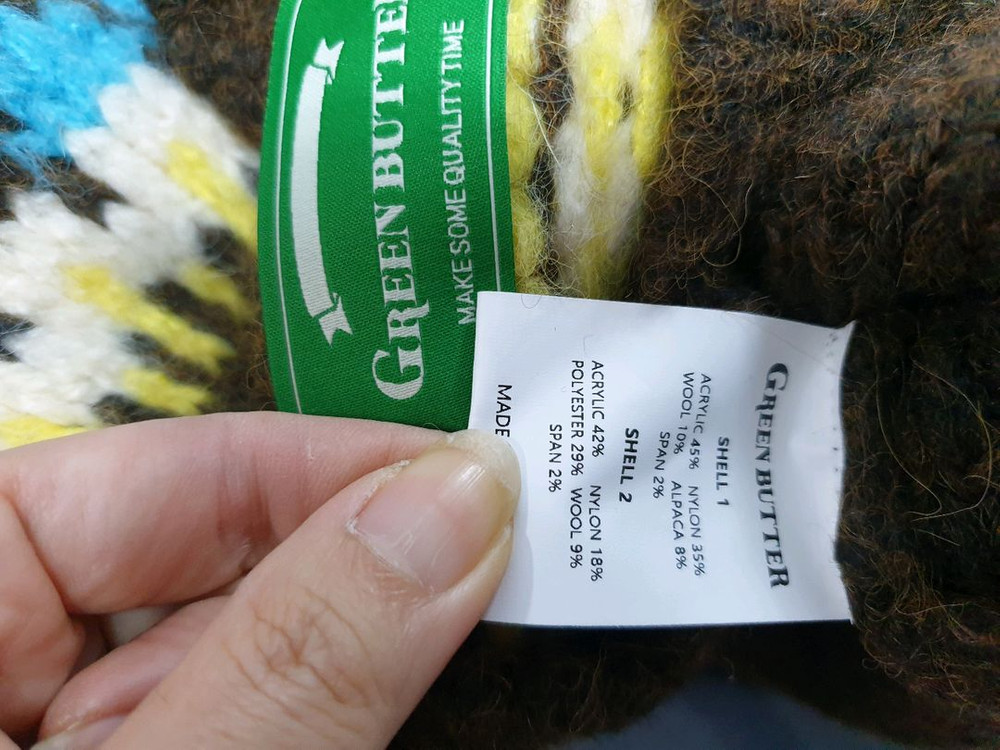 GREEN BUTTE
MAKE SOME QUALITY TIME
GREEN BUTTER
SHELL 1
ACRYLIC 45% NYLON 35%
WOOL 10% ALPACA 8%
SPAN 2%
SHELL 2
ACRYLIC 42% NYLON 18%
POLYESTER 29% WOOL 9%
SPAN 2%
MADE